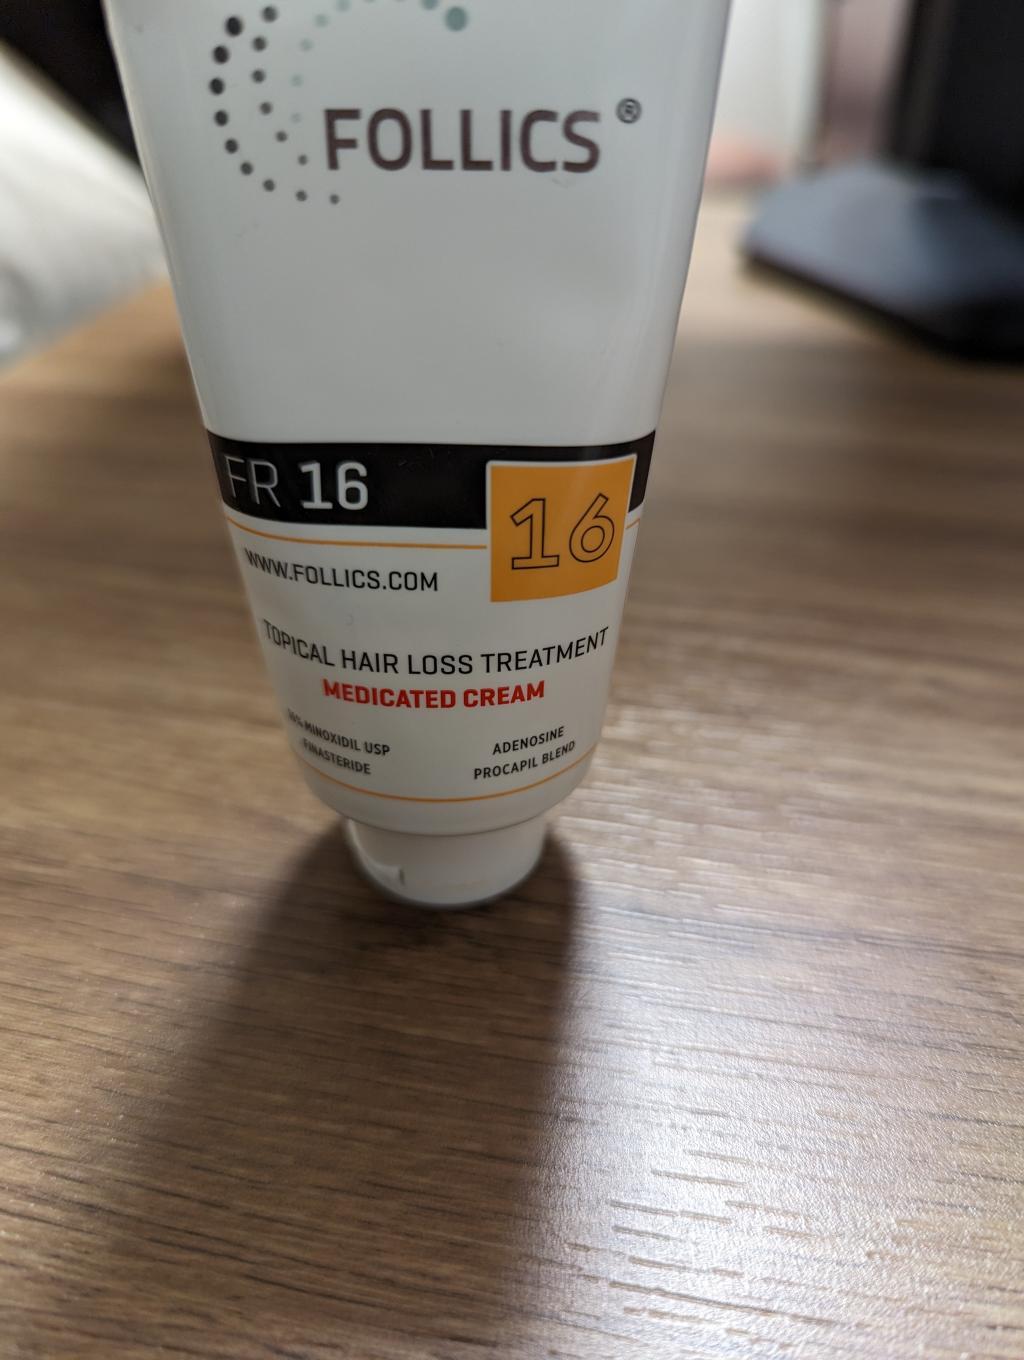 FOLLICS®
FR 16
16
WWW.FOLLICS.COM
TOPICAL HAIR LOSS TREATMENT
MEDICATED CREAM
16% MINOXIDIL USP
FINASTERIDE
ADENOSINE
PROCAPIL BLEND